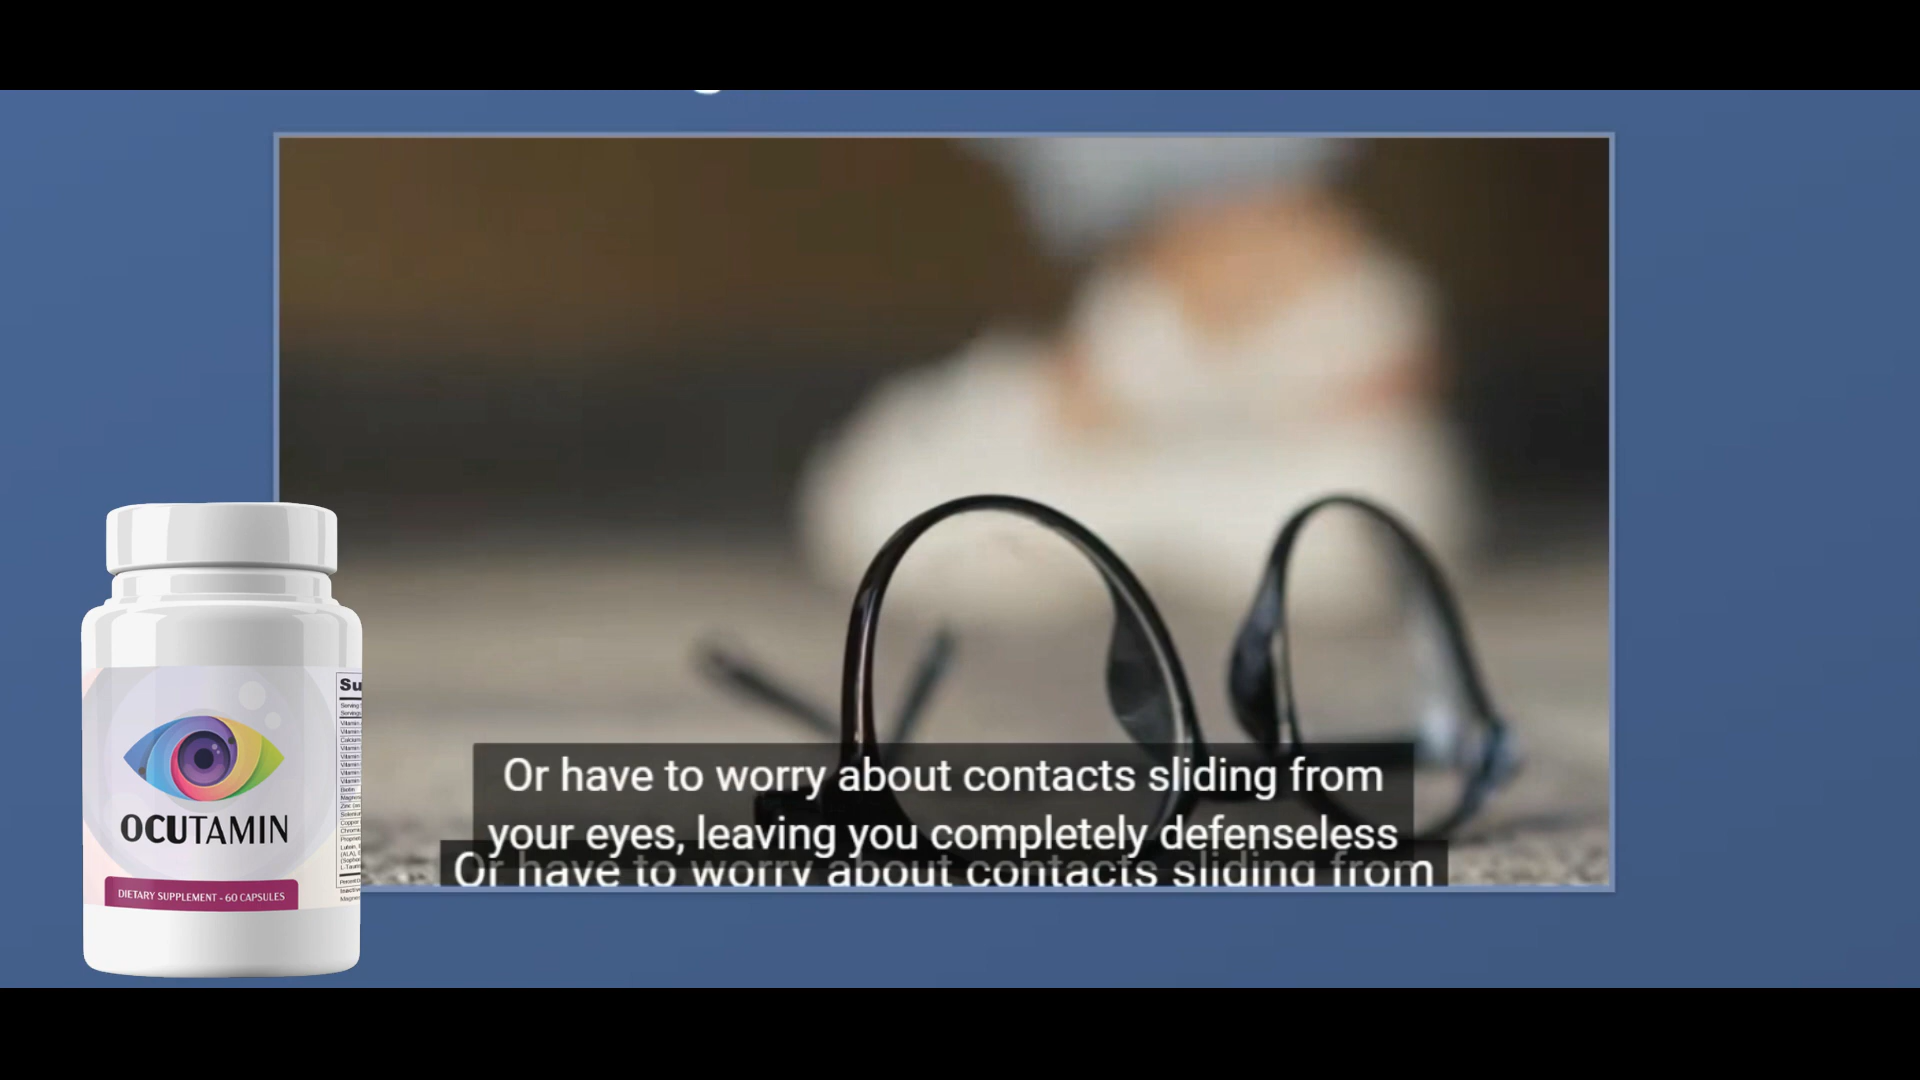 Or have to worry about contacts sliding from
your eyes, leaving you completely defenseless
Or have to worry about contacts sliding from
OCUTAMIN
DIETARY SUPPLEMENT - 60 CAPSULES
Su